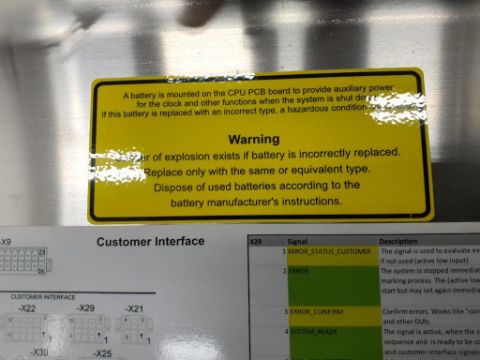 A battery is mounted on the CPU PCB board to provide auxiliary power
for the clock and other functions when the system is shut
If this battery is replaced with an incorrect type, a hazardous condition
Warning
of explosion exists if battery is incorrectly replaced.
Replace only with the same or equivalent type.
Dispose of used batteries according to the
battery manufacturer's instructions.
-X9
Customer Interface
CUSTOMER INTERFACE
-X22 -X29 -X21
1 1
-X30 -X25
X29 Signal Description
1 ERROR_STATUS_CUSTOMER The signal is used to evaluate
if not used (active low input).
2 ERROR The system is stopped
marking process. The (active low
start but may set again
3 ERROR_CONFIRM Confirm errors. Works like
and other GUIs.
4 SYSTEM_READY The signal is active, when the
sequence and is ready to be
and customer interface signals